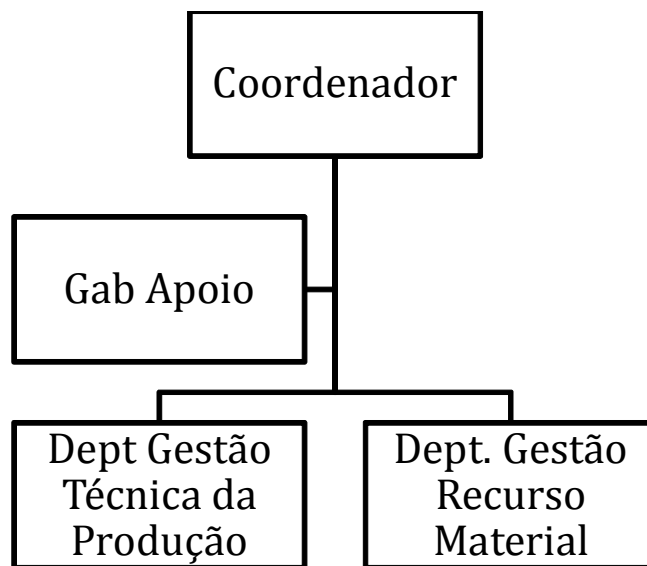 Coordenador
Gab Apoio
Dept Gestão
Técnica da
Produção
Dept. Gestão
Recurso
Material